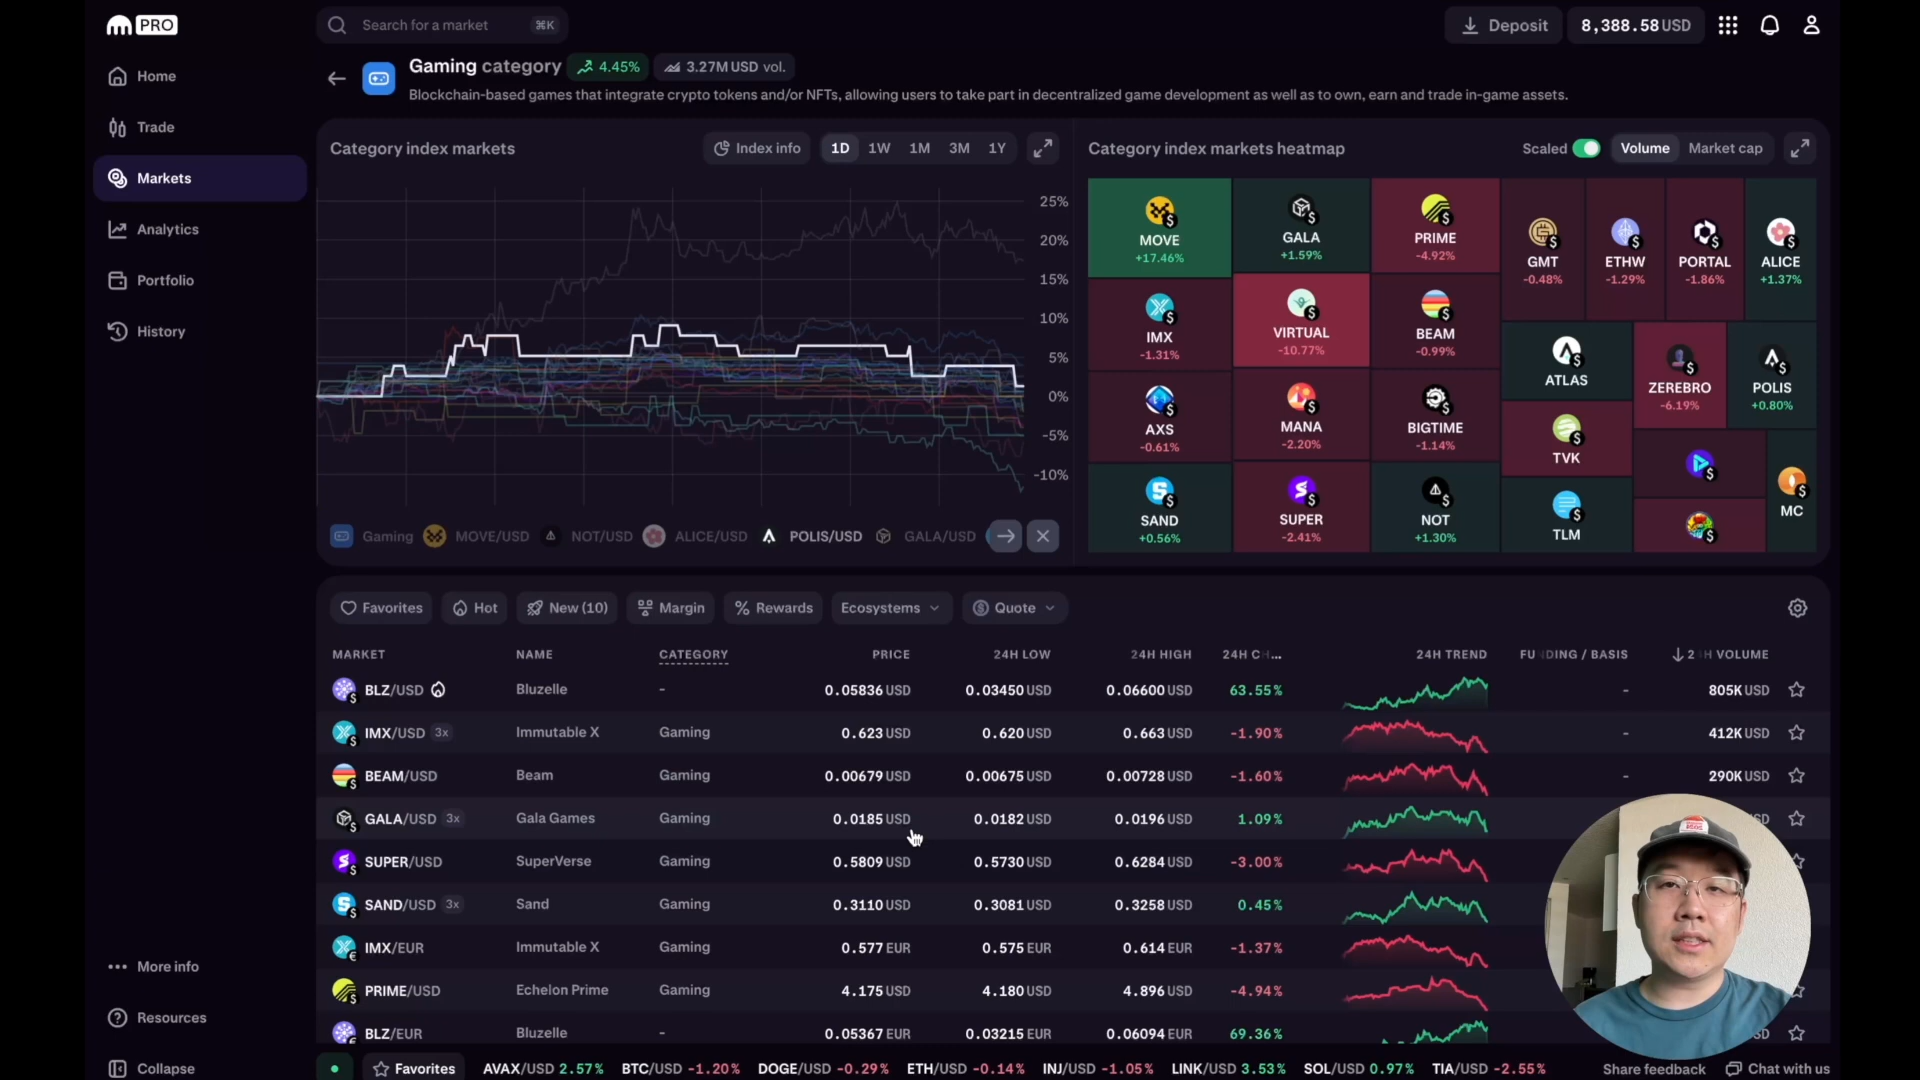 PRO
Search for a market ⌘K
Deposit
8,388.58 USD
Home
Trade
Markets
Analytics
Portfolio
History
More info
Resources
Collapse
Gaming category 4.45% 3.27M USD vol.
Blockchain-based games that integrate crypto tokens and/or NFTs, allowing users to take part in decentralized game development as well as to own, earn and trade in-game assets.
Category index markets
Index info
1D 1W 1M 3M 1Y
25%
20%
15%
10%
5%
0%
-5%
-10%
Gaming MOVE/USD NOT/USD ALICE/USD POLIS/USD GALA/USD
Category index markets heatmap
Scaled Volume Market cap
MOVE
+17.46%
IMX
-1.31%
AXS
-0.61%
SAND
+0.56%
GALA
+1.59%
VIRTUAL
-10.77%
MANA
-2.20%
SUPER
-2.41%
PRIME
-4.92%
BEAM
-0.99%
BIGTIME
-1.14%
NOT
+1.30%
GMT
-0.48%
ETHW
-1.29%
PORTAL
-1.86%
ALICE
+1.37%
ATLAS
TVK
TLM
ZEREBRO
-6.19%
POLIS
+0.80%
MC
Favorites Hot New (10) Margin Rewards Ecosystems Quote
MARKET NAME CATEGORY PRICE 24H LOW 24H HIGH 24H CH... 24H TREND FUNDING / BASIS 24H VOLUME
BLZ/USD Bluzelle - 0.05836 USD 0.03450 USD 0.06600 USD 63.55% - 805K USD
IMX/USD 3x Immutable X Gaming 0.623 USD 0.620 USD 0.663 USD -1.90% - 412K USD
BEAM/USD Beam Gaming 0.00679 USD 0.00675 USD 0.00728 USD -1.60% - 290K USD
GALA/USD 3x Gala Games Gaming 0.0185 USD 0.0182 USD 0.0196 USD 1.09%
SUPER/USD SuperVerse Gaming 0.5809 USD 0.5730 USD 0.6284 USD -3.00%
SAND/USD 3x Sand Gaming 0.3110 USD 0.3081 USD 0.3258 USD 0.45%
IMX/EUR Immutable X Gaming 0.577 EUR 0.575 EUR 0.614 EUR -1.37%
PRIME/USD Echelon Prime Gaming 4.175 USD 4.180 USD 4.896 USD -4.94%
BLZ/EUR Bluzelle - 0.05367 EUR 0.03215 EUR 0.06094 EUR 69.36%
Favorites AVAX/USD 2.57% BTC/USD -1.20% DOGE/USD -0.29% ETH/USD -0.14% INJ/USD -1.05% LINK/USD 3.53% SOL/USD 0.97% TIA/USD -2.55%
Share feedback Chat with us